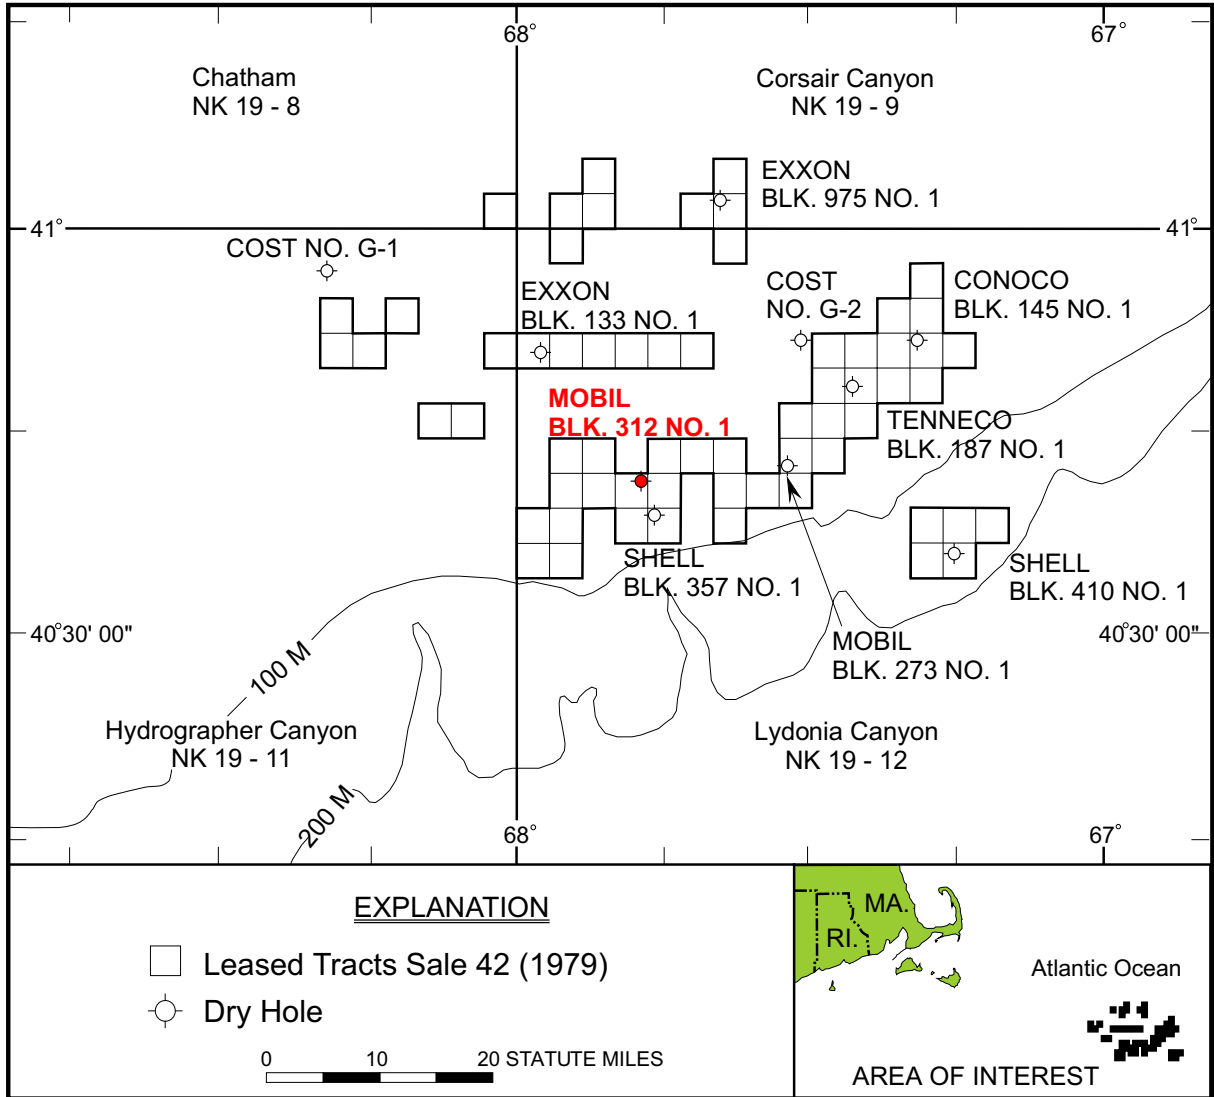 68°
67°
Chatham
NK 19 - 8
Corsair Canyon
NK 19 - 9
EXXON
BLK. 975 NO. 1
41°
41°
COST NO. G-1
EXXON
BLK. 133 NO. 1
COST
NO. G-2
CONOCO
BLK. 145 NO. 1
MOBIL
BLK. 312 NO. 1
TENNECO
BLK. 187 NO. 1
SHELL
BLK. 357 NO. 1
SHELL
BLK. 410 NO. 1
40°30' 00"
40°30' 00"
MOBIL
BLK. 273 NO. 1
100 M
Hydrographer Canyon
NK 19 - 11
Lydonia Canyon
NK 19 - 12
200 M
68°
67°
EXPLANATION
Leased Tracts Sale 42 (1979)
Dry Hole
0 10 20 STATUTE MILES
MA.
RI.
Atlantic Ocean
AREA OF INTEREST